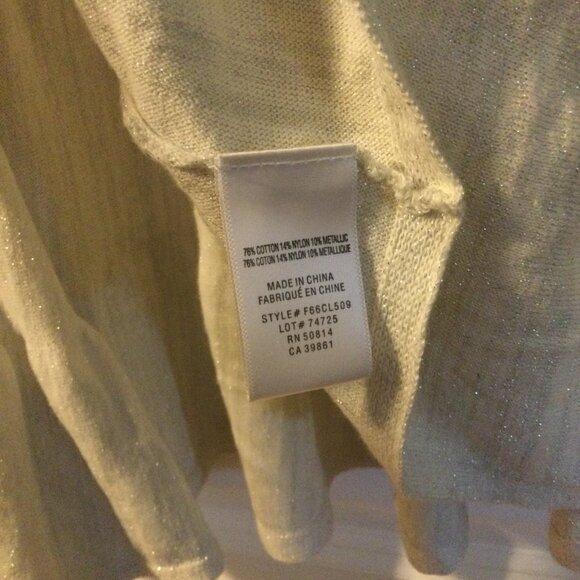 76% COTTON 14% NYLON 10% METALLIC
76% COTON 14% NYLON 10% METALLIQUE
MADE IN CHINA
FABRIQUÉ EN CHINE
STYLE# F66CL509
LOT# 74725
RN 50814
CA 39861